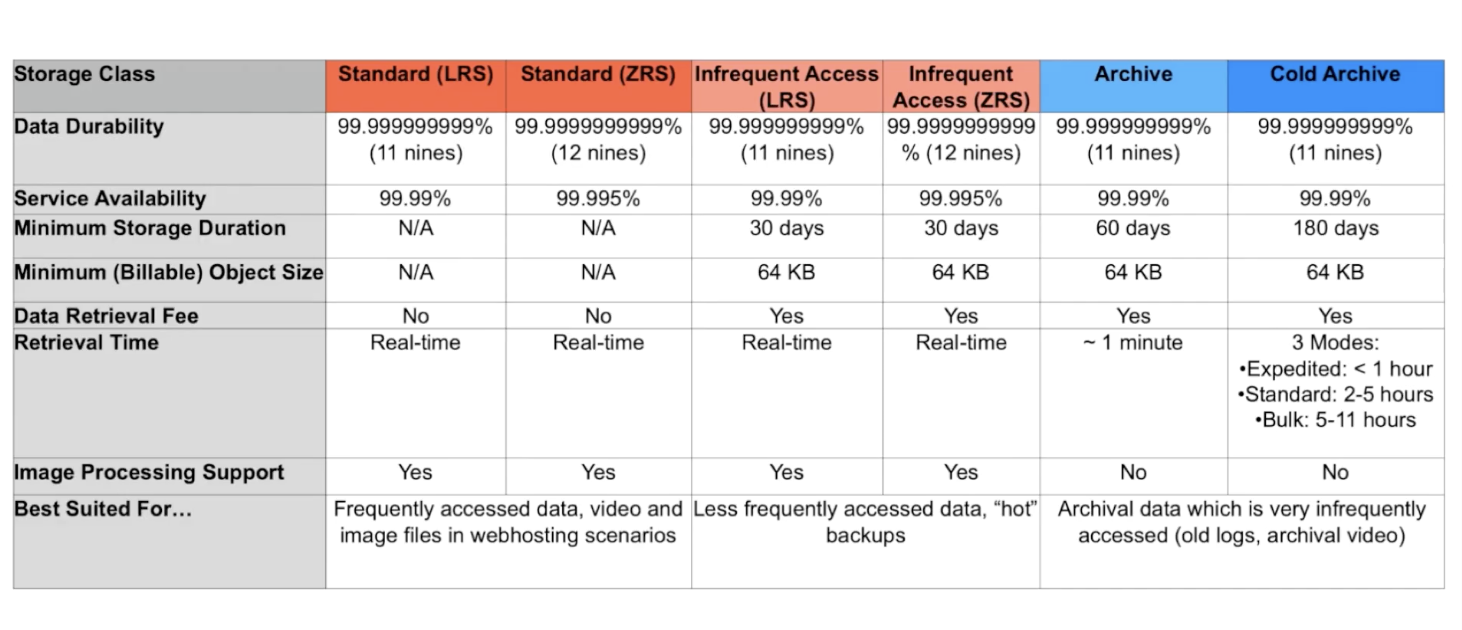 Storage Class Standard (LRS) Standard (ZRS) Infrequent Access (LRS) Infrequent Access (ZRS) Archive Cold Archive
Data Durability 99.999999999% (11 nines) 99.9999999999% (12 nines) 99.999999999% (11 nines) 99.9999999999 % (12 nines) 99.999999999% (11 nines) 99.999999999% (11 nines)
Service Availability 99.99% 99.995% 99.99% 99.995% 99.99% 99.99%
Minimum Storage Duration N/A N/A 30 days 30 days 60 days 180 days
Minimum (Billable) Object Size N/A N/A 64 KB 64 KB 64 KB 64 KB
Data Retrieval Fee No No Yes Yes Yes Yes
Retrieval Time Real-time Real-time Real-time Real-time ~ 1 minute 3 Modes:
•Expedited: < 1 hour
•Standard: 2-5 hours
•Bulk: 5-11 hours
Image Processing Support Yes Yes Yes Yes No No
Best Suited For… Frequently accessed data, video and image files in webhosting scenarios Less frequently accessed data, “hot” backups Archival data which is very infrequently accessed (old logs, archival video)